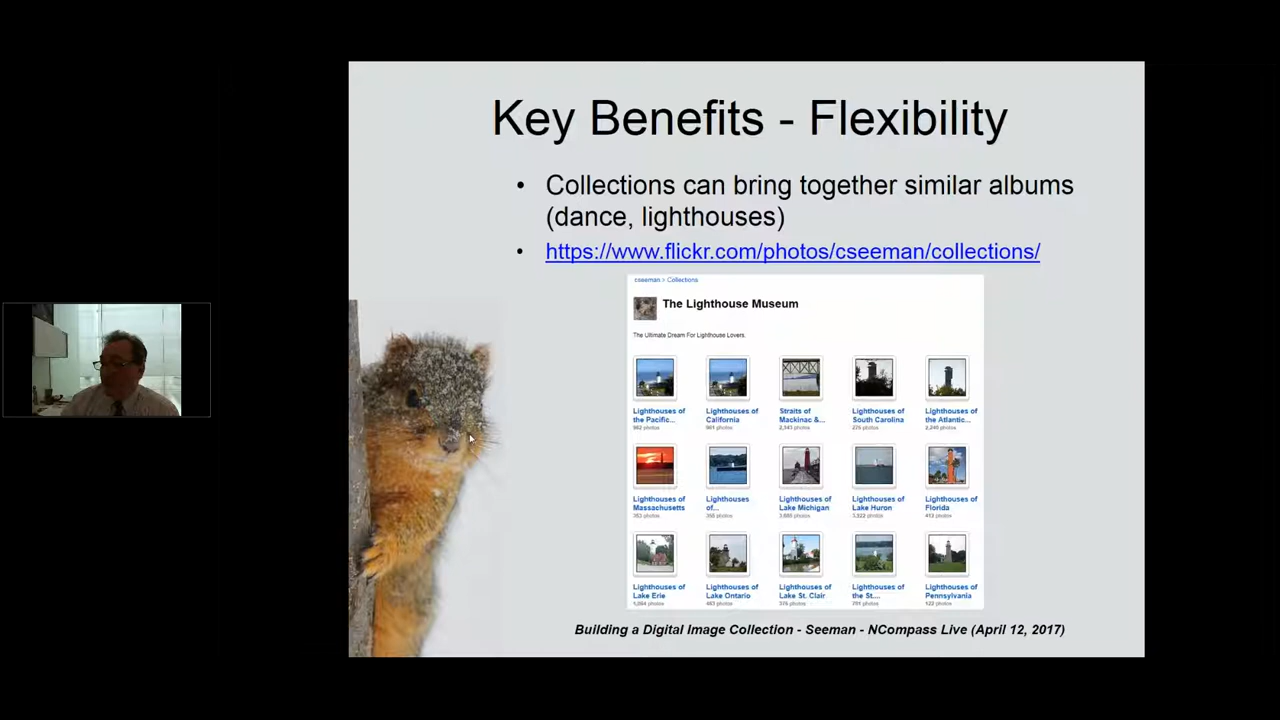 Key Benefits - Flexibility
• Collections can bring together similar albums
(dance, lighthouses)
• https://www.flickr.com/photos/cseeman/collections/
cseeman > Collections
The Lighthouse Museum
The Ultimate Dream For Lighthouse Lovers.
Lighthouses of the Pacific...
Lighthouses of California
Straits of Mackinac &...
Lighthouses of South Carolina
Lighthouses of the Atlantic...
Lighthouses of Massachusetts
Lighthouses of...
Lighthouses of Lake Michigan
Lighthouses of Lake Huron
Lighthouses of Florida
Lighthouses of Lake Erie
Lighthouses of Lake Ontario
Lighthouses of Lake St. Clair
Lighthouses of the St....
Lighthouses of Pennsylvania
Building a Digital Image Collection - Seeman - NCompass Live (April 12, 2017)